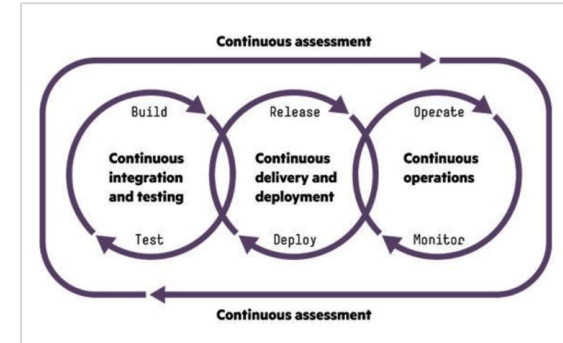 Continuous assessment
Build
Release
Operate
Continuous
integration
and testing
Continuous
delivery and
deployment
Continuous
operations
Test
Deploy
Monitor
Continuous assessment